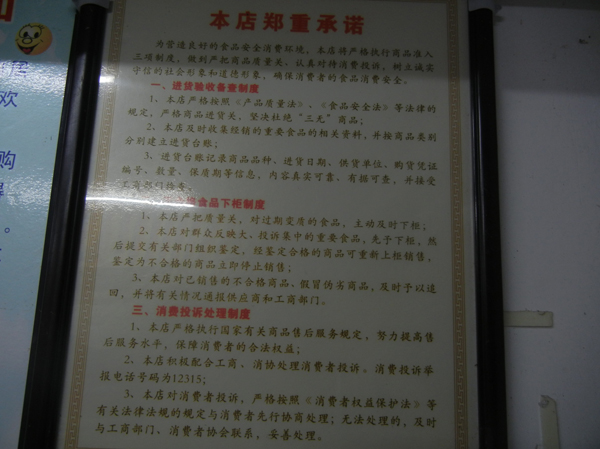 本店郑重承诺
为营造良好的食品安全消费环境，本店将严格执行商品准入
三项制度，做到严把商品质量关、认真对待消费投诉，树立诚实
守信的社会形象和道德形象，确保消费者的食品消费安全。
一、进货验收备查制度
1、本店严格按照《产品质量法》、《食品安全法》等法律的
规定，严格商品进货关，坚决杜绝“三无”商品；
2、本店及时收集经销的重要食品的相关资料，并按商品类别
分别建立进货台账；
3、进货台账记录商品品种、进货日期、供货单位、购货凭证
编号、数量、保质期等信息，内容真实可靠、有据可查，并接受
工商部门检查。
食品下柜制度
1、本店严把质量关，对过期变质的食品，主动及时下柜；
2、本店对群众反映大、投诉集中的重要食品，先予下柜，然
后提交有关部门组织鉴定，经鉴定合格的商品可重新上柜销售，
鉴定为不合格的商品立即停止销售；
3、本店对已销售的不合格商品、假冒伪劣商品，及时予以追
回，并将有关情况通报供应商和工商部门。
三、消费投诉处理制度
1、本店严格执行国家有关商品售后服务规定，努力提高售
后服务水平，保障消费者的合法权益；
2、本店积极配合工商、消协处理消费者投诉，消费投诉举
报电话号码为12315；
3、本店对消费者投诉，严格按照《消费者权益保护法》等
有关法律法规的规定与消费者先行协商处理；无法处理的，及时
与工商部门、消费者协会联系，妥善处理。
欢
购
得
。